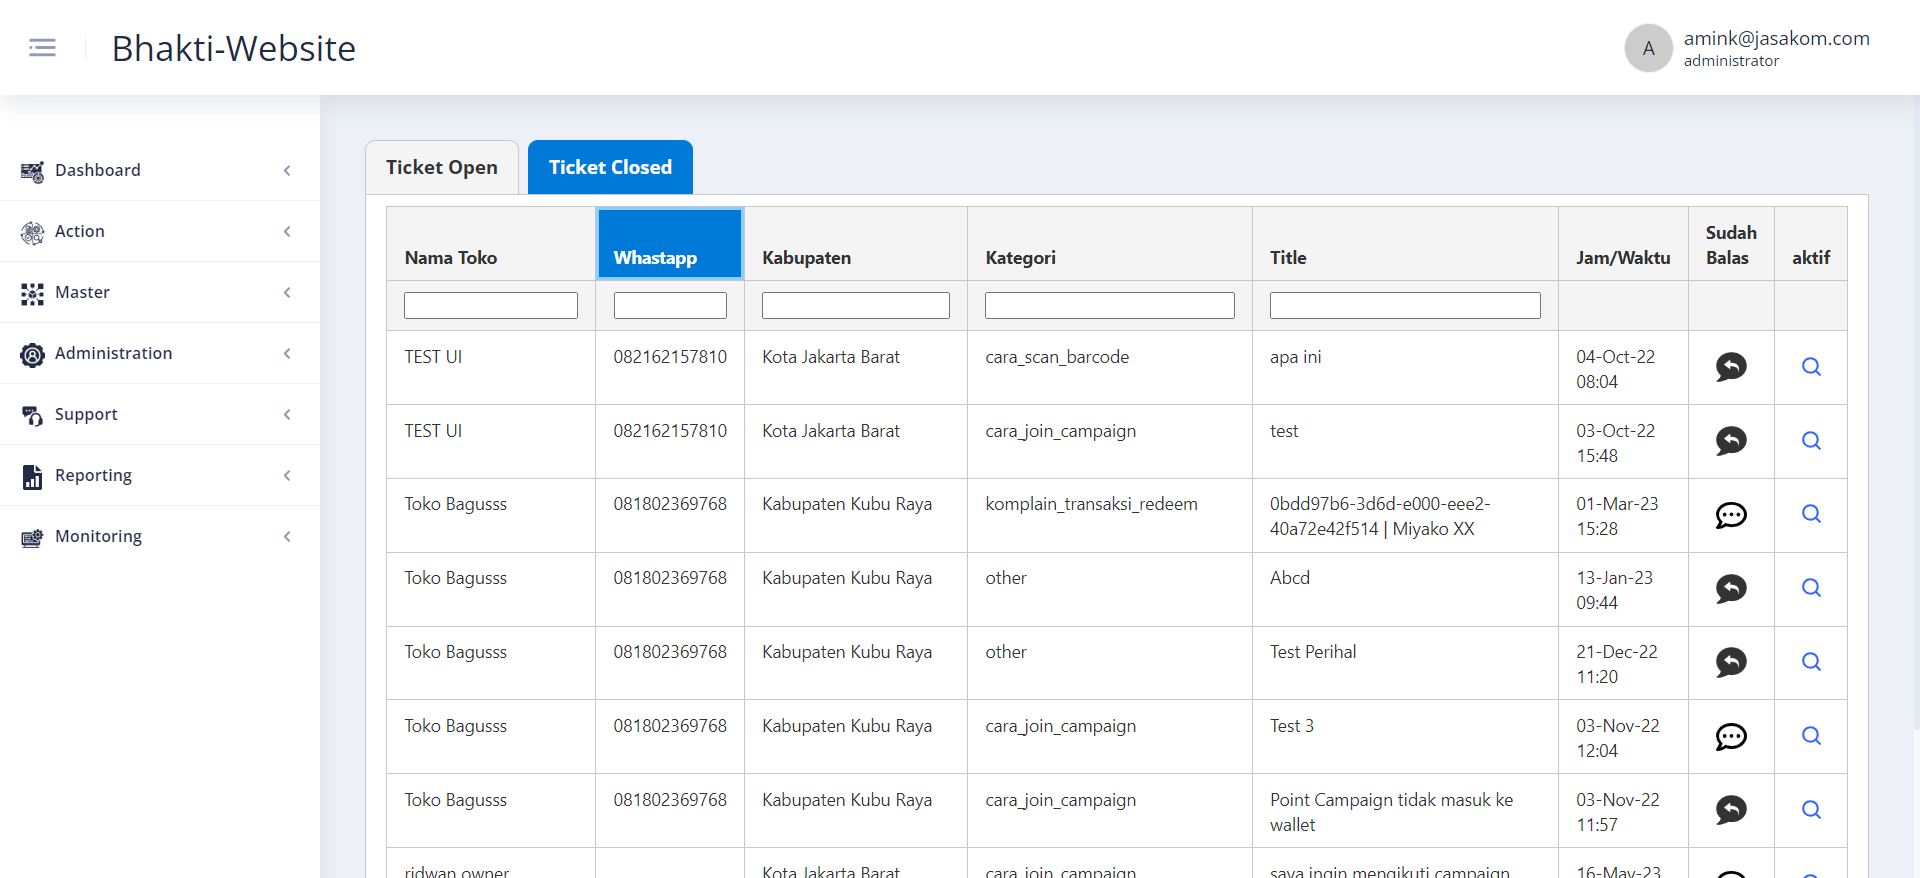 Bhakti-Website
A
amink@jasakom.com
administrator
Dashboard
Action
Master
Administration
Support
Reporting
Monitoring
Ticket Open
Ticket Closed
Nama Toko
Whastapp
Kabupaten
Kategori
Title
Jam/Waktu
Sudah
Balas
aktif
TEST UI
082162157810
Kota Jakarta Barat
cara_scan_barcode
apa ini
04-Oct-22
08:04
TEST UI
082162157810
Kota Jakarta Barat
cara_join_campaign
test
03-Oct-22
15:48
Toko Bagusss
081802369768
Kabupaten Kubu Raya
komplain_transaksi_redeem
0bdd97b6-3d6d-e000-eee2-
40a72e42f514 | Miyako XX
01-Mar-23
15:28
Toko Bagusss
081802369768
Kabupaten Kubu Raya
other
Abcd
13-Jan-23
09:44
Toko Bagusss
081802369768
Kabupaten Kubu Raya
other
Test Perihal
21-Dec-22
11:20
Toko Bagusss
081802369768
Kabupaten Kubu Raya
cara_join_campaign
Test 3
03-Nov-22
12:04
Toko Bagusss
081802369768
Kabupaten Kubu Raya
cara_join_campaign
Point Campaign tidak masuk ke
wallet
03-Nov-22
11:57
ridwan owner
Kota Jakarta Barat
cara_join_campaign
saya ingin mengikuti campaign
16-May-23